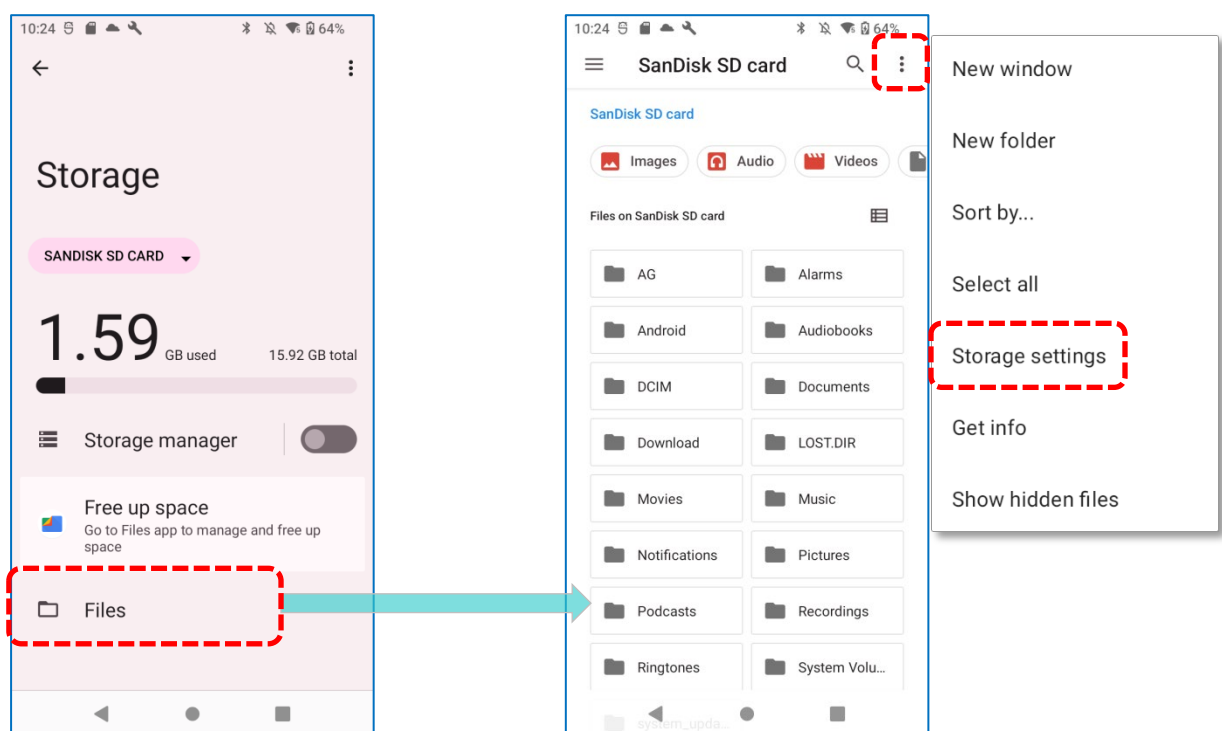 10:24
64%
Storage
SANDISK SD CARD
1.59 GB used 15.92 GB total
Storage manager
Free up space
Go to Files app to manage and free up
space
Files
10:24
64%
SanDisk SD card
SanDisk SD card
Images Audio Videos
Files on SanDisk SD card
AG Alarms
Android Audiobooks
DCIM Documents
Download LOST.DIR
Movies Music
Notifications Pictures
Podcasts Recordings
Ringtones System Volu...
system_upda...
New window
New folder
Sort by...
Select all
Storage settings
Get info
Show hidden files